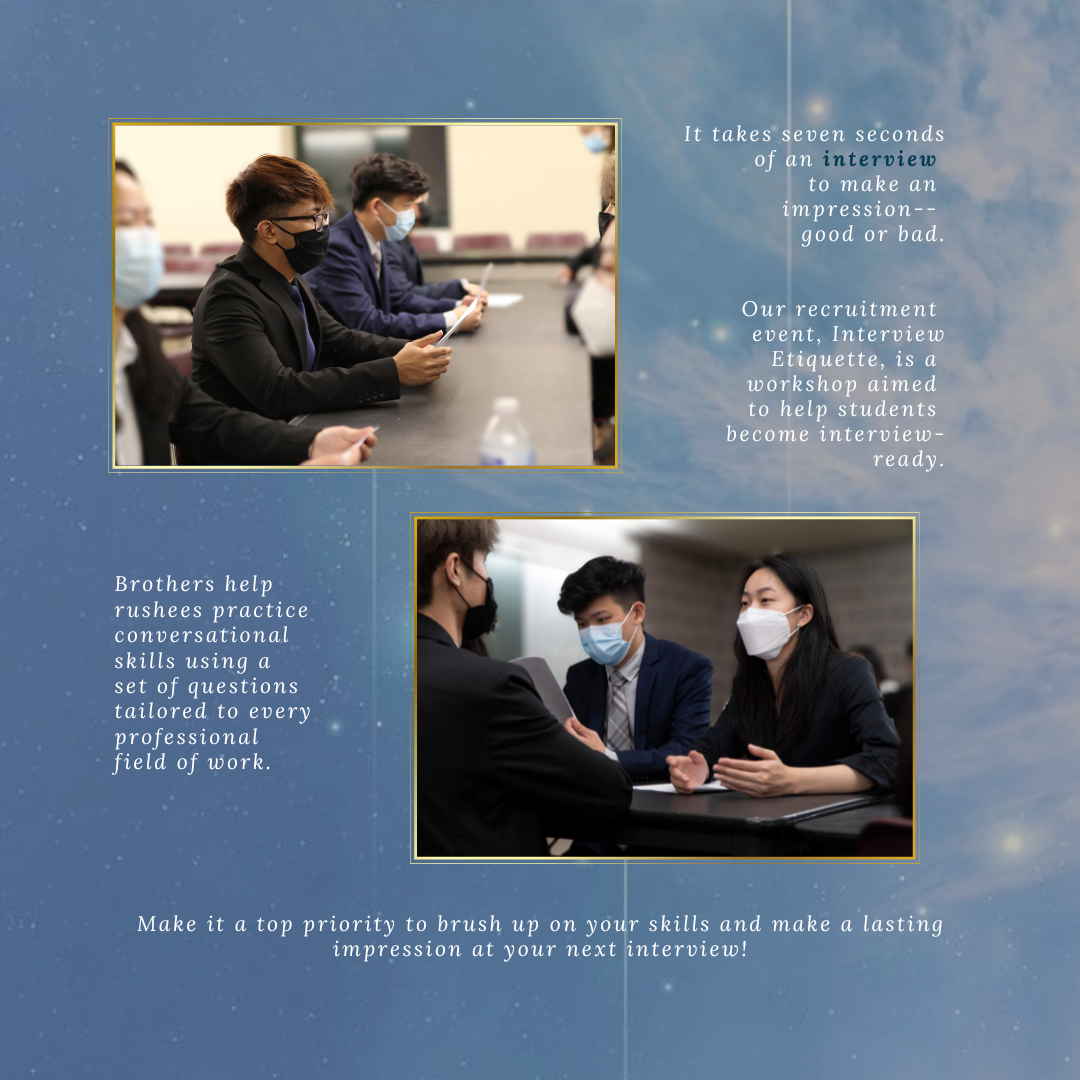 It takes seven seconds
of an interview
to make an
impression--
good or bad.
Our recruitment
event, Interview
Etiquette, is a
workshop aimed
to help students
become interview-
ready.
Brothers help
rushees practice
conversational
skills using a
set of questions
tailored to every
professional
field of work.
Make it a top priority to brush up on your skills and make a lasting
impression at your next interview!